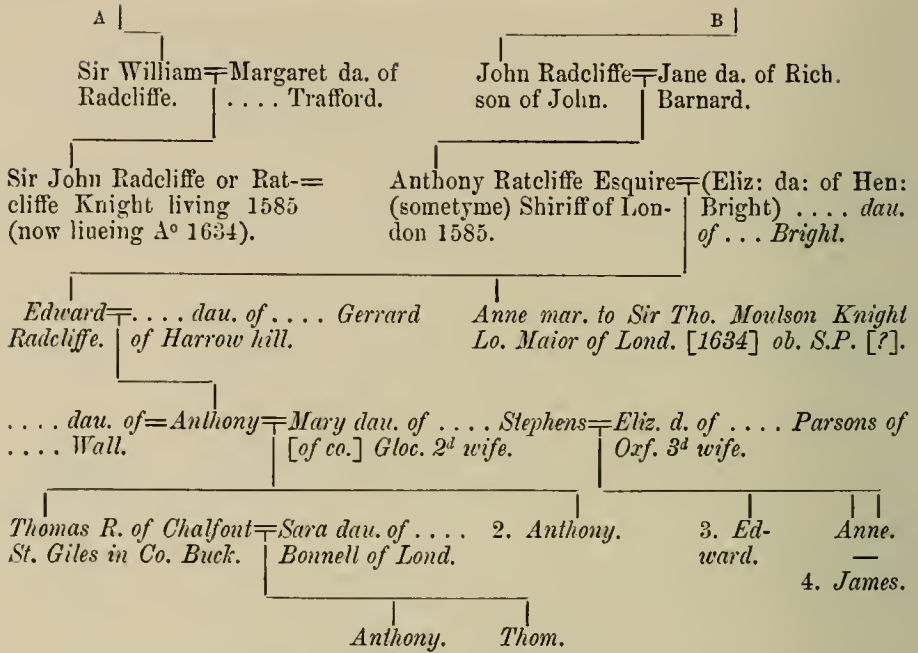 A B
Sir William=Margaret da. of
Radcliffe. .... Trafford.
John Radcliffe=Jane da. of Rich.
son of John. Barnard.
Sir John Radcliffe or Rat-=
cliffe Knight living 1585
(now liueing Aº 1634).
Anthony Ratcliffe Esquire=(Eliz: da: of Hen:
(sometyme) Shiriff of Lon- Bright) .... dau.
don 1585. of ... Bright.
Edward=.... dau. of .... Gerrard
Radcliffe. of Harrow hill.
Anne mar. to Sir Tho. Moulson Knight
Lo. Maior of Lond. [1634] ob. S.P. [?].
.... dau. of=Anthony=Mary dau. of .... Stephens=Eliz. d. of .... Parsons of
.... Wall. [of co.] Gloc. 2d wife. Oxf. 3d wife.
Thomas R. of Chalfont=Sara dau. of .... 2. Anthony. 3. Ed- Anne.
St. Giles in Co. Buck. Bonnell of Lond. ward. —
4. James.
Anthony. Thom.